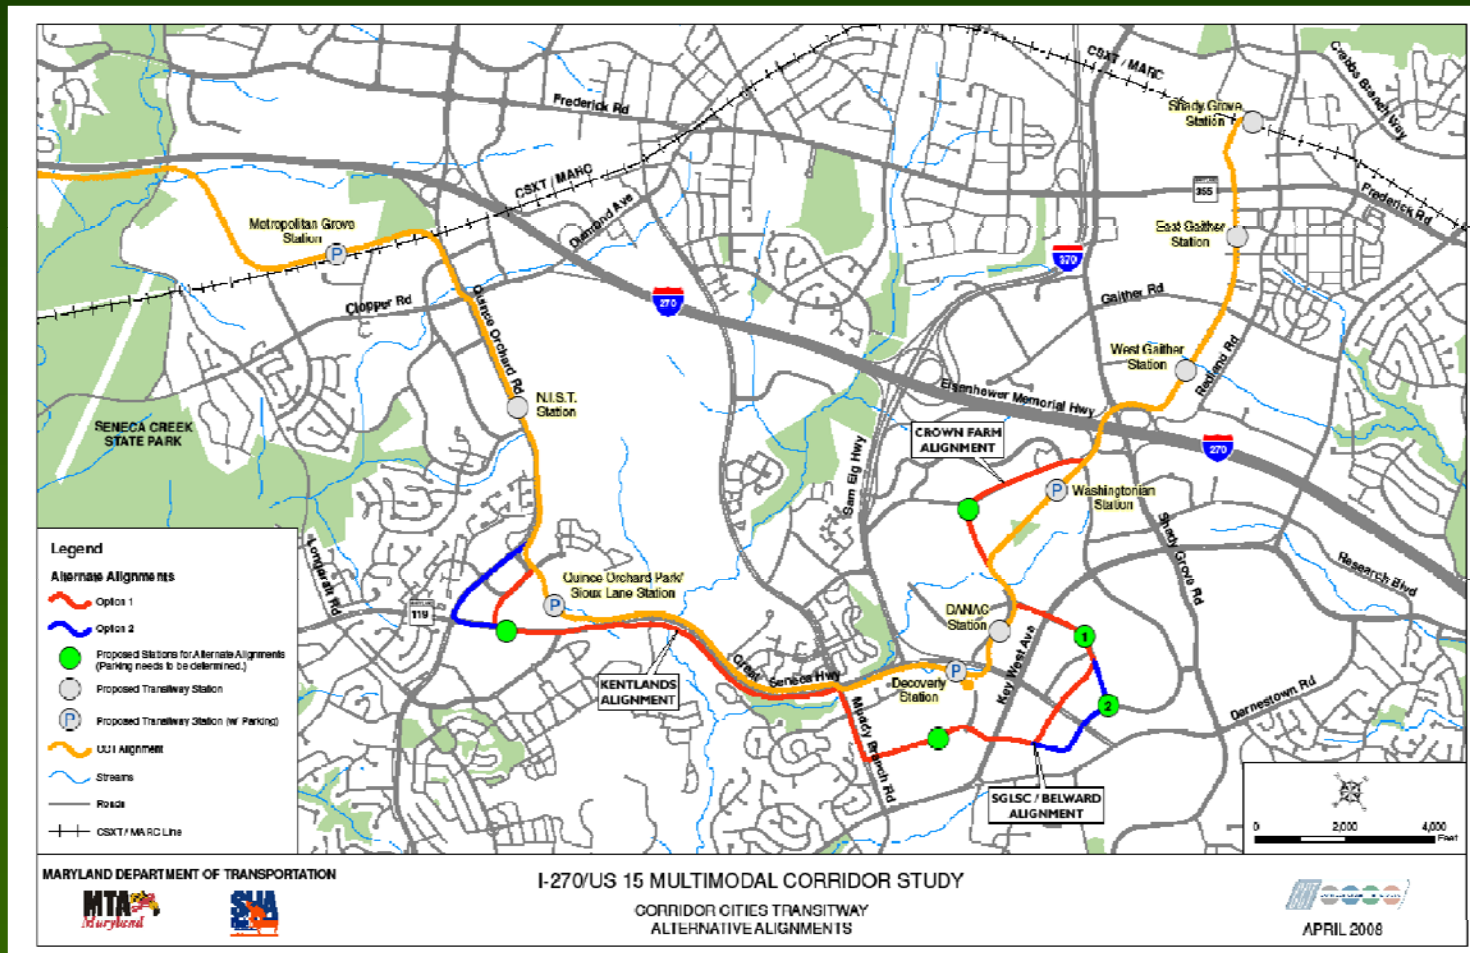 CSXT / MARC
Crabbs Branch Way
Frederick Rd
Shady Grove
Station
CSXT / MARC
355
Frederick Rd
Diamond Ave
Metropolitan Grove
Station
P
East Gaither
Station
370
Clopper Rd
Quince Orchard Rd
270
Gaither Rd
West Gaither
Station
Redland Rd
Eisenhower Memorial Hwy
N.I.S.T.
Station
SENECA CREEK
STATE PARK
CROWN FARM
ALIGNMENT
270
Sam Eig Hwy
P
Washingtonian
Station
Shady Grove Rd
Research Blvd
Longdraft Rd
Quince Orchard Park/
Sioux Lane Station
P
119
DANAC
Station
1
Key West Ave
Great Seneca Hwy
KENTLANDS
ALIGNMENT
P
Decoverly
Station
2
Darnestown Rd
Muddy Branch Rd
SGLSC / BELWARD
ALIGNMENT
Legend
Alternate Alignments
Option 1
Option 2
Proposed Stations for Alternate Alignments
(Parking needs to be determined.)
Proposed Transitway Station
P
Proposed Transitway Station (w/ Parking)
CCT Alignment
Streams
Roads
CSXT / MARC Line
0 2,000 4,000
Feet
MARYLAND DEPARTMENT OF TRANSPORTATION
MTA
Maryland
SHA
I-270/US 15 MULTIMODAL CORRIDOR STUDY
CORRIDOR CITIES TRANSITWAY
ALTERNATIVE ALIGNMENTS
APRIL 2008